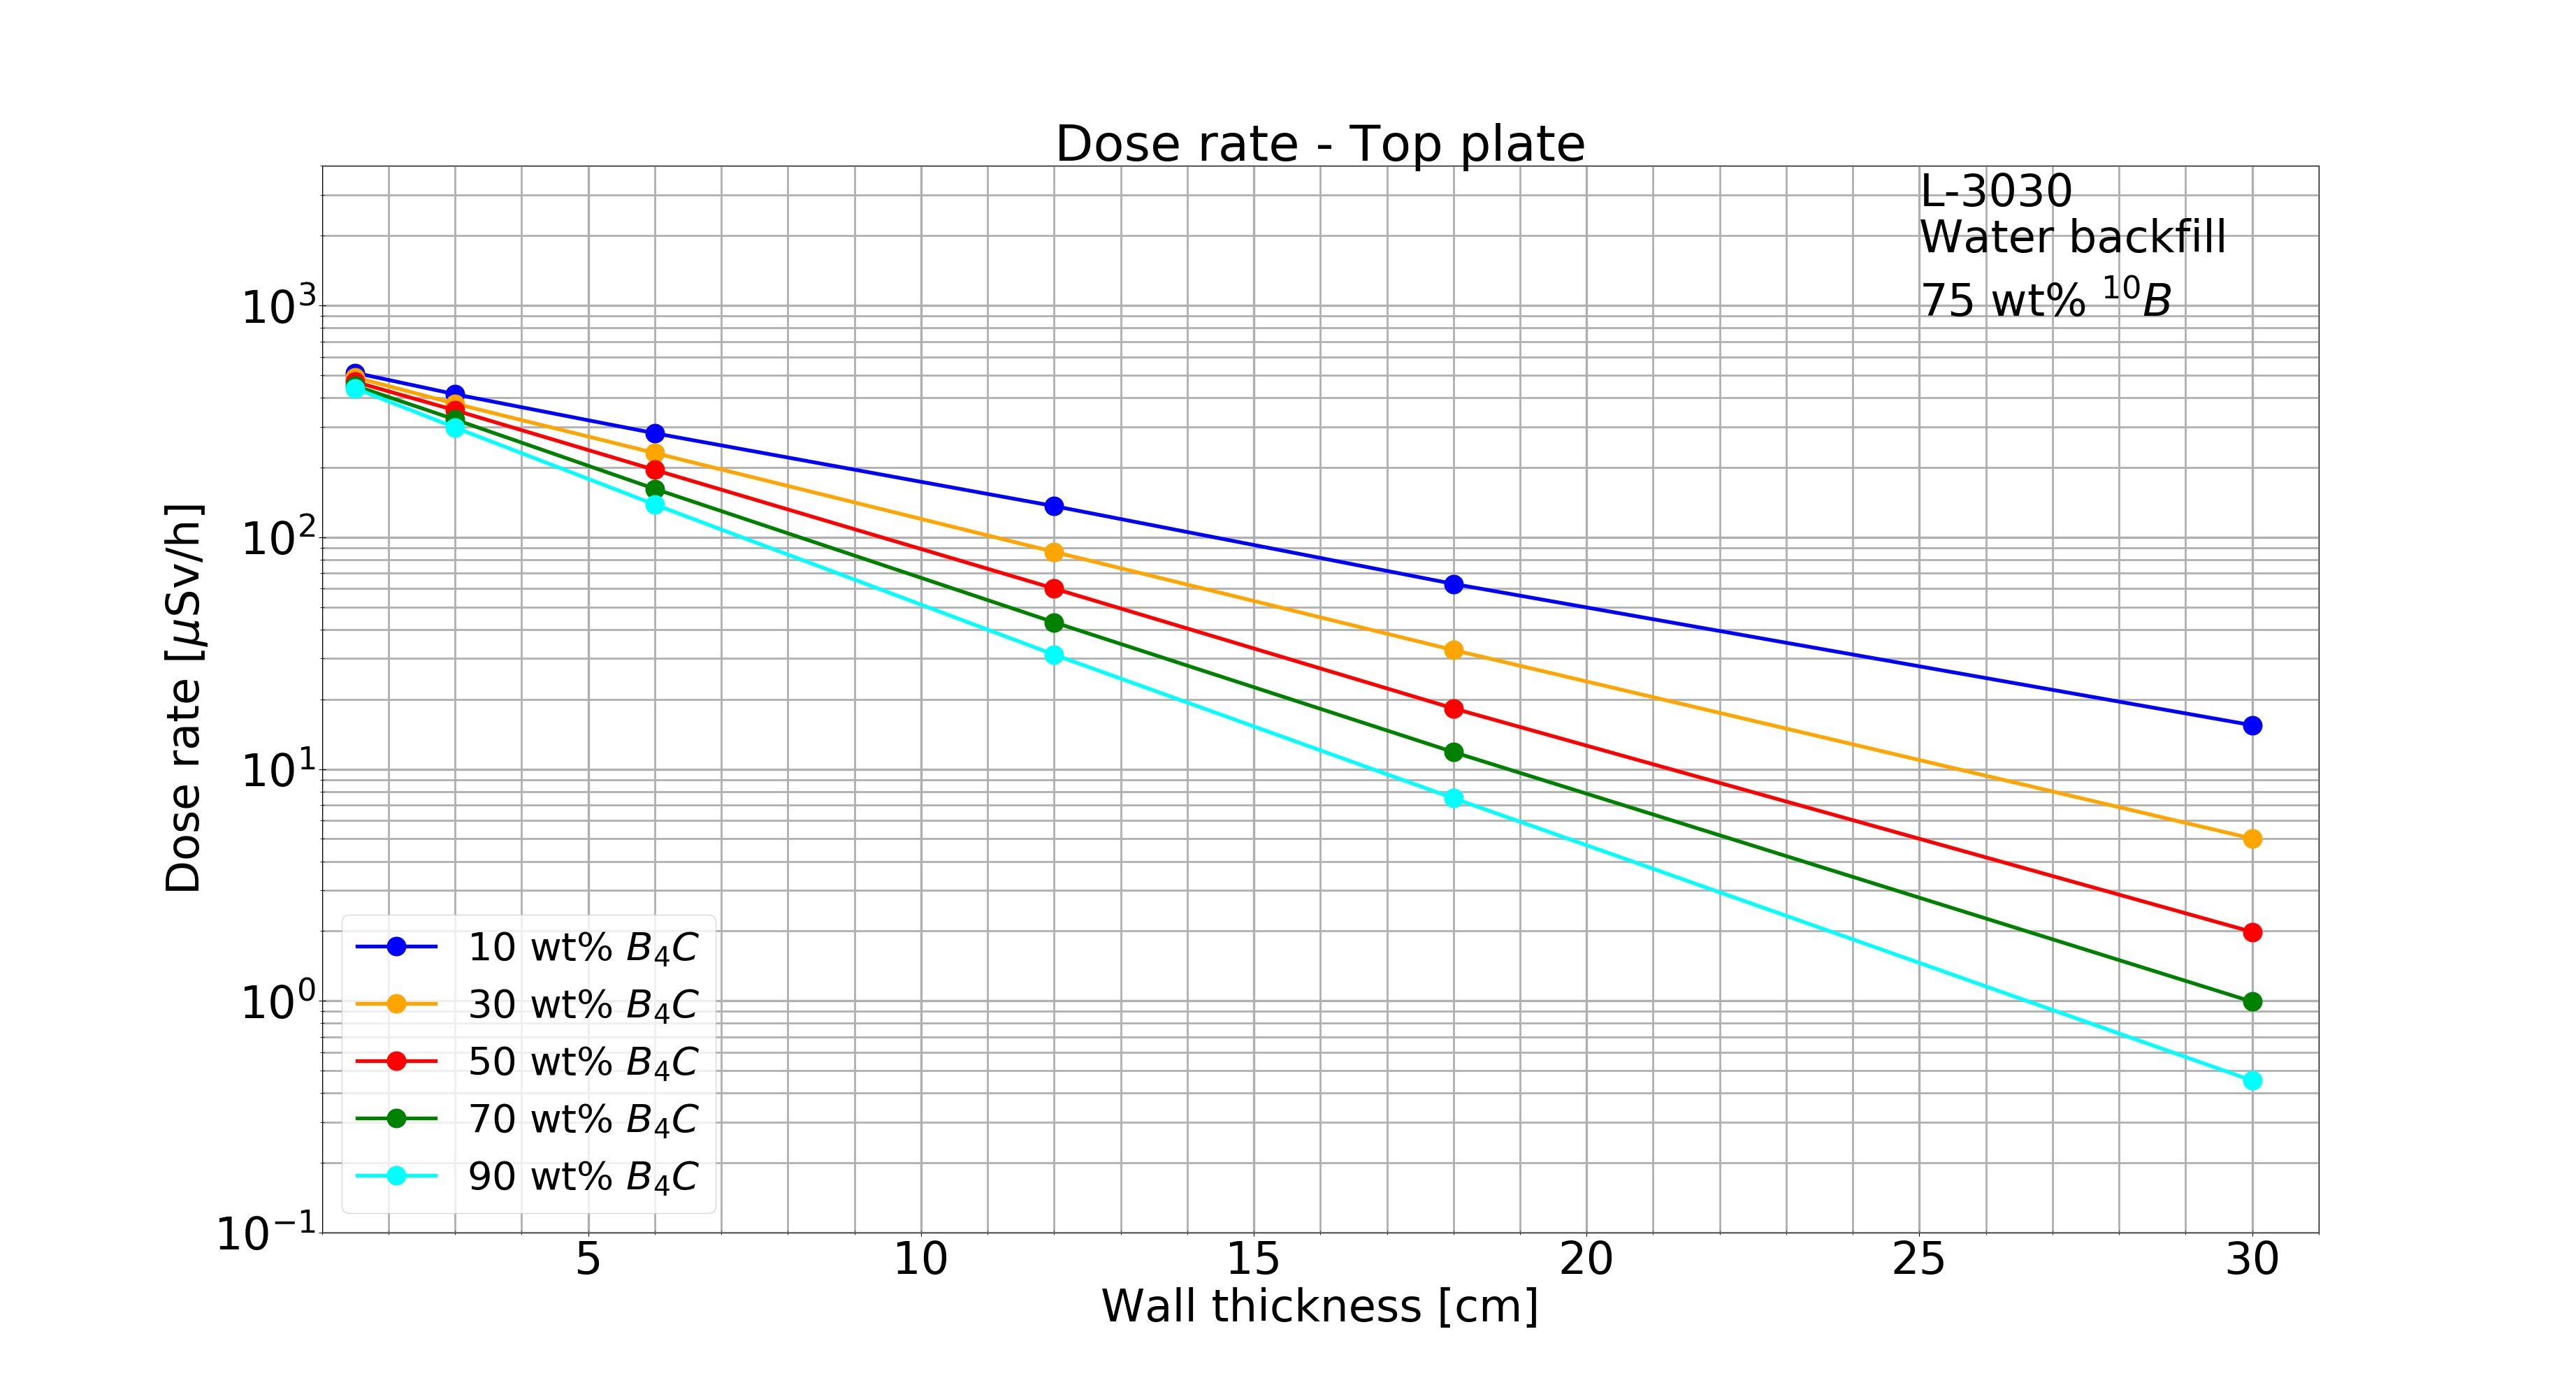 Dose rate - Top plate
L-3030
Water backfill
75 wt% ¹⁰B
Dose rate [μSv/h]
10³
10²
10¹
10⁰
10⁻¹
10 wt% B₄C
30 wt% B₄C
50 wt% B₄C
70 wt% B₄C
90 wt% B₄C
5 10 15 20 25 30
Wall thickness [cm]